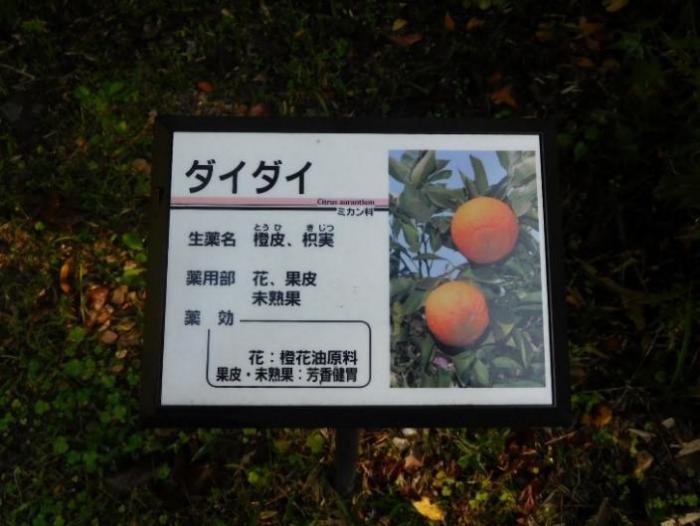 ダイダイ
Citrus aurantium
ミカン科
とうひ きじつ
生薬名 橙皮、枳実
薬用部 花、果皮
未熟果
薬 効
花：橙花油原料
果皮・未熟果：芳香健胃